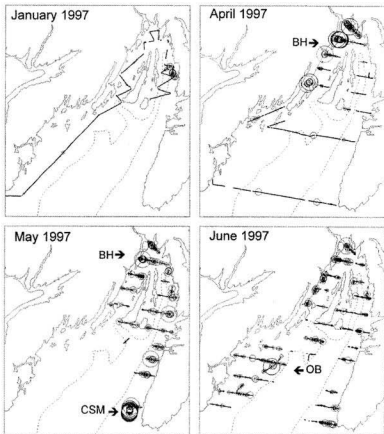 January 1997
April 1997
BH
May 1997
BH
CSM
June 1997
OB